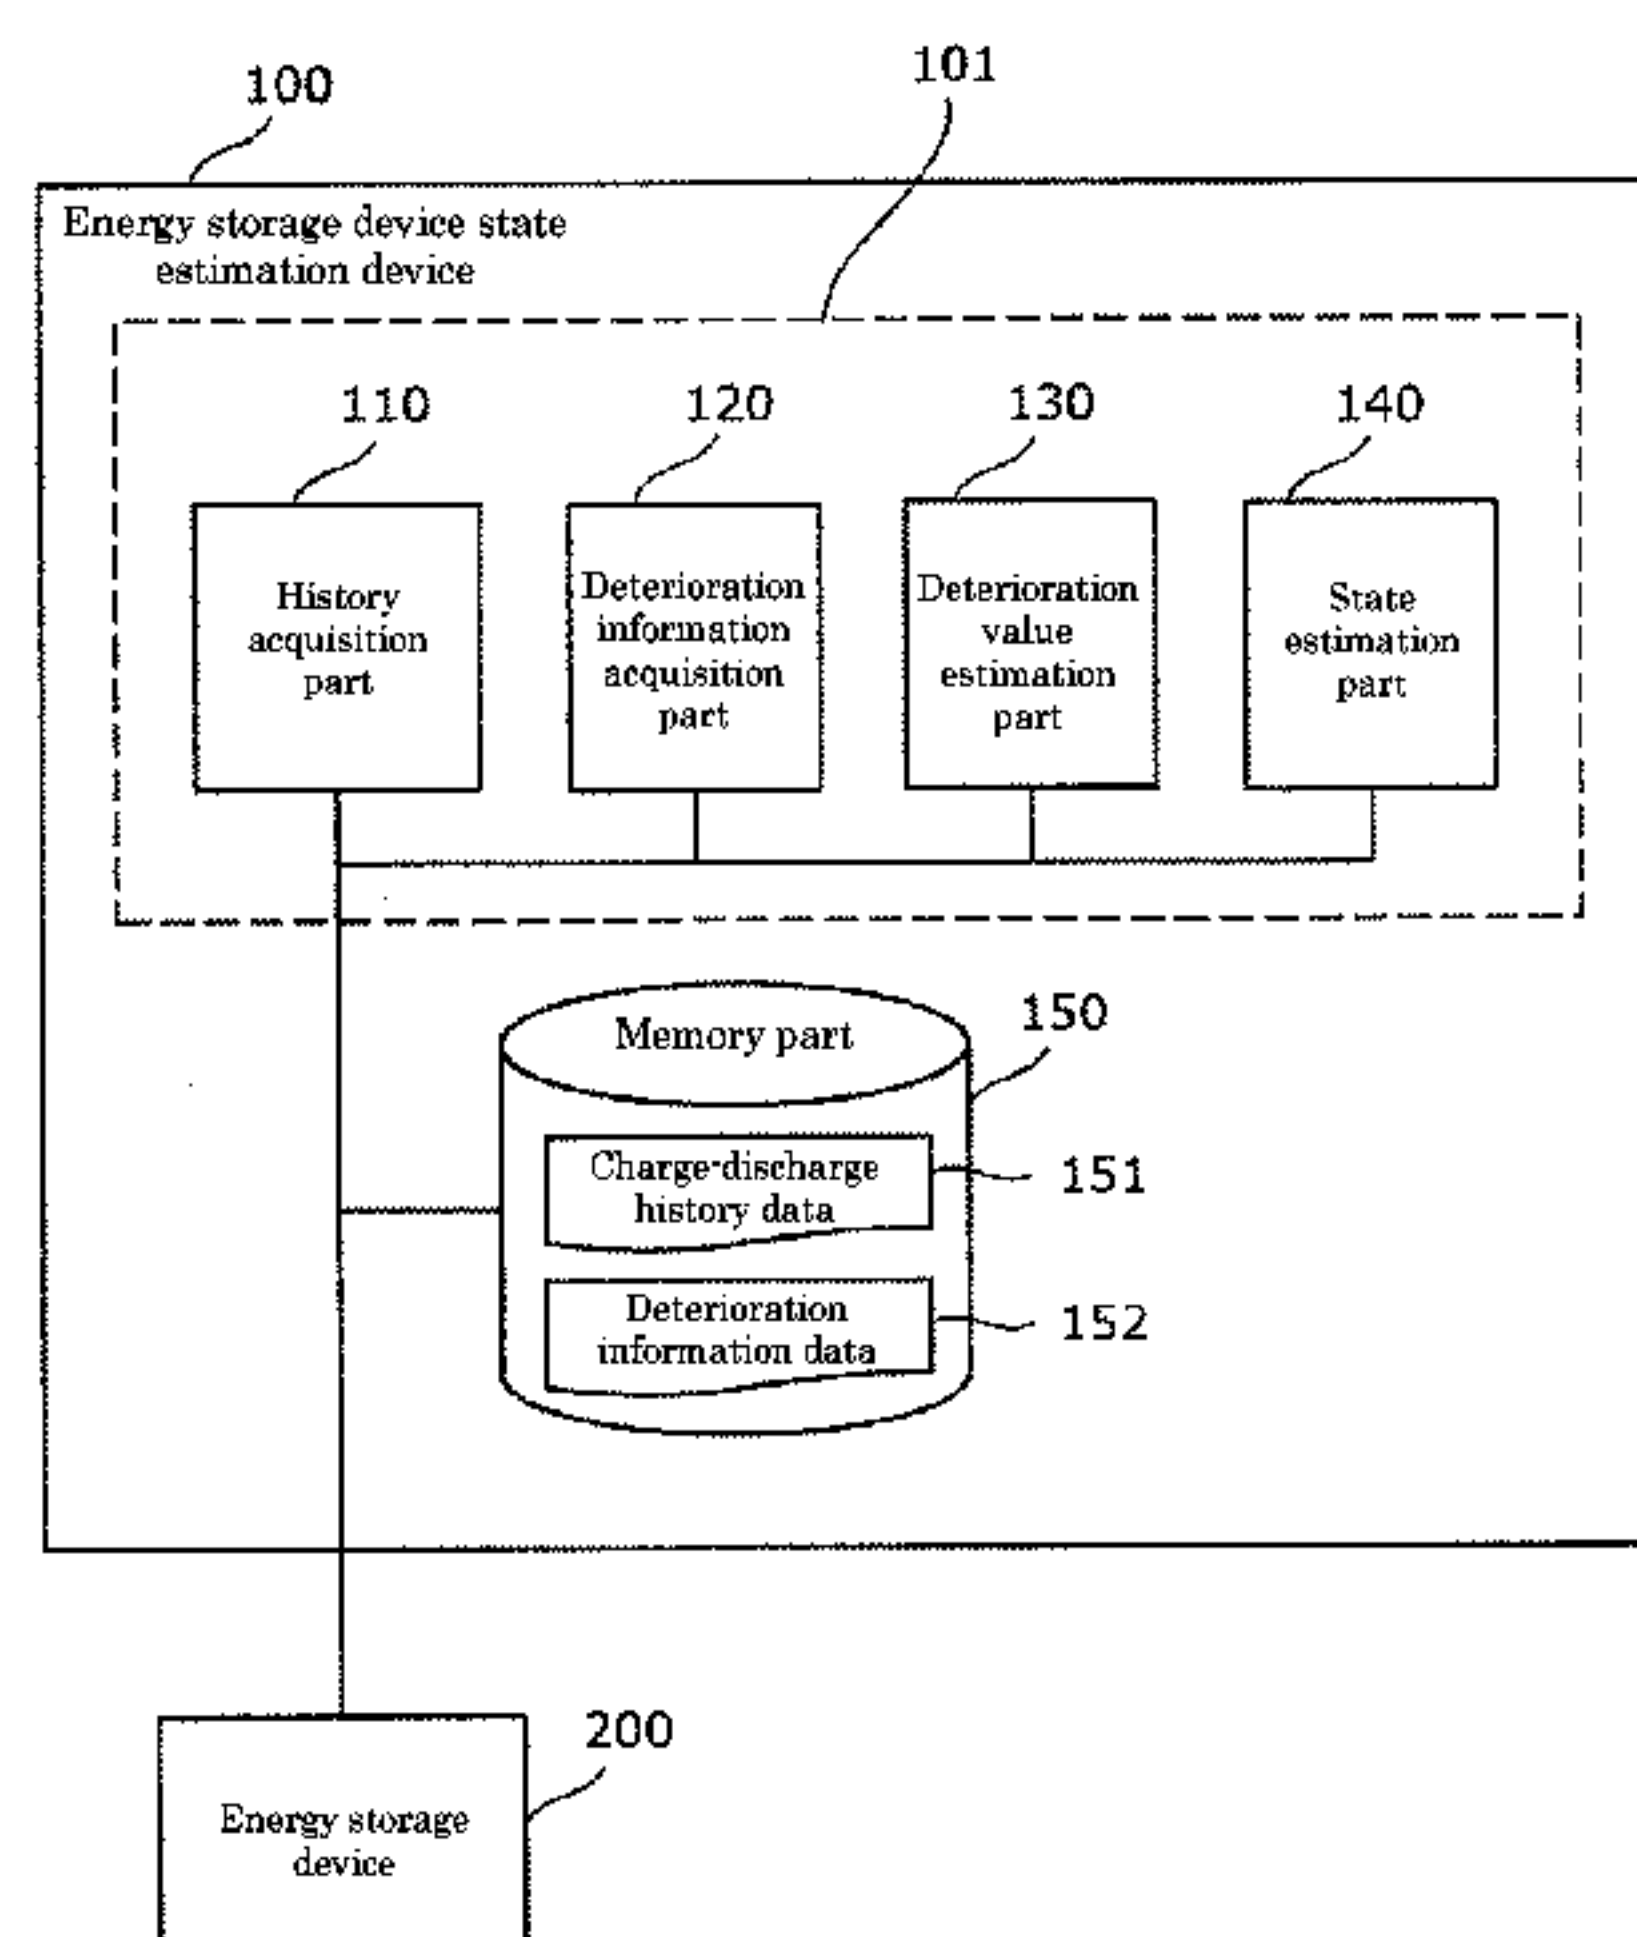 100
101
Energy storage device state
estimation device
110
120
130
140
History
acquisition
part
Deterioration
information
acquisition
part
Deterioration
value
estimation
part
State
estimation
part
Memory part
150
Charge-discharge
history data
151
Deterioration
information data
152
200
Energy storage
device